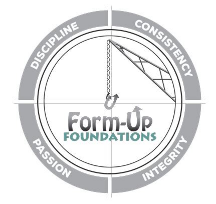 DISCIPLINE
CONSISTENCY
Form-Up
FOUNDATIONS
PASSION
INTEGRITY